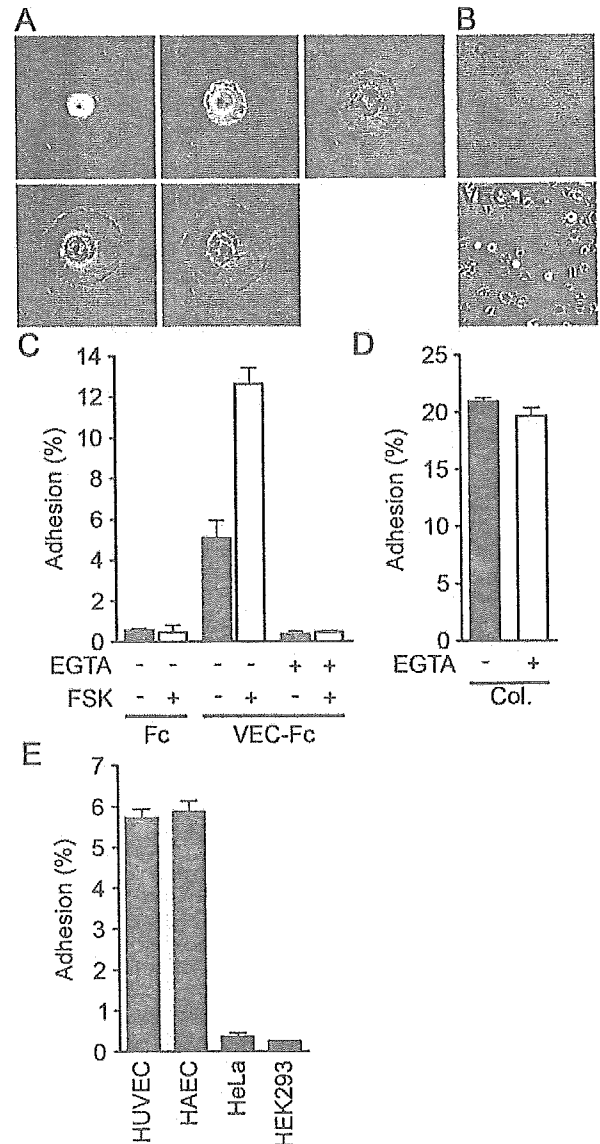 A
B
C
14
12
10
8
6
4
2
0
Adhesion (%)
EGTA - - - - + +
FSK - + - + - +
Fc VEC-Fc
D
25
20
15
10
5
0
Adhesion (%)
EGTA - +
Col.
E
7
6
5
4
3
2
1
0
Adhesion (%)
HUVEC
HAEC
HeLa
HEK293